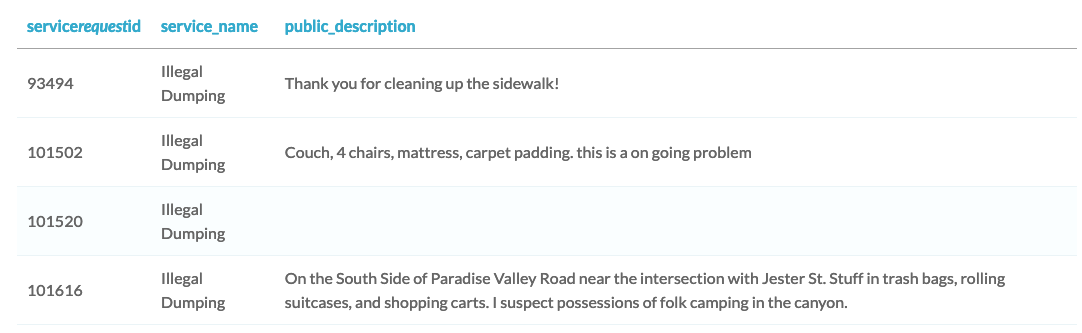 servicerequestid service_name public_description
93494 Illegal Dumping Thank you for cleaning up the sidewalk!
101502 Illegal Dumping Couch, 4 chairs, mattress, carpet padding. this is a on going problem
101520 Illegal Dumping
101616 Illegal Dumping On the South Side of Paradise Valley Road near the intersection with Jester St. Stuff in trash bags, rolling
suitcases, and shopping carts. I suspect possessions of folk camping in the canyon.